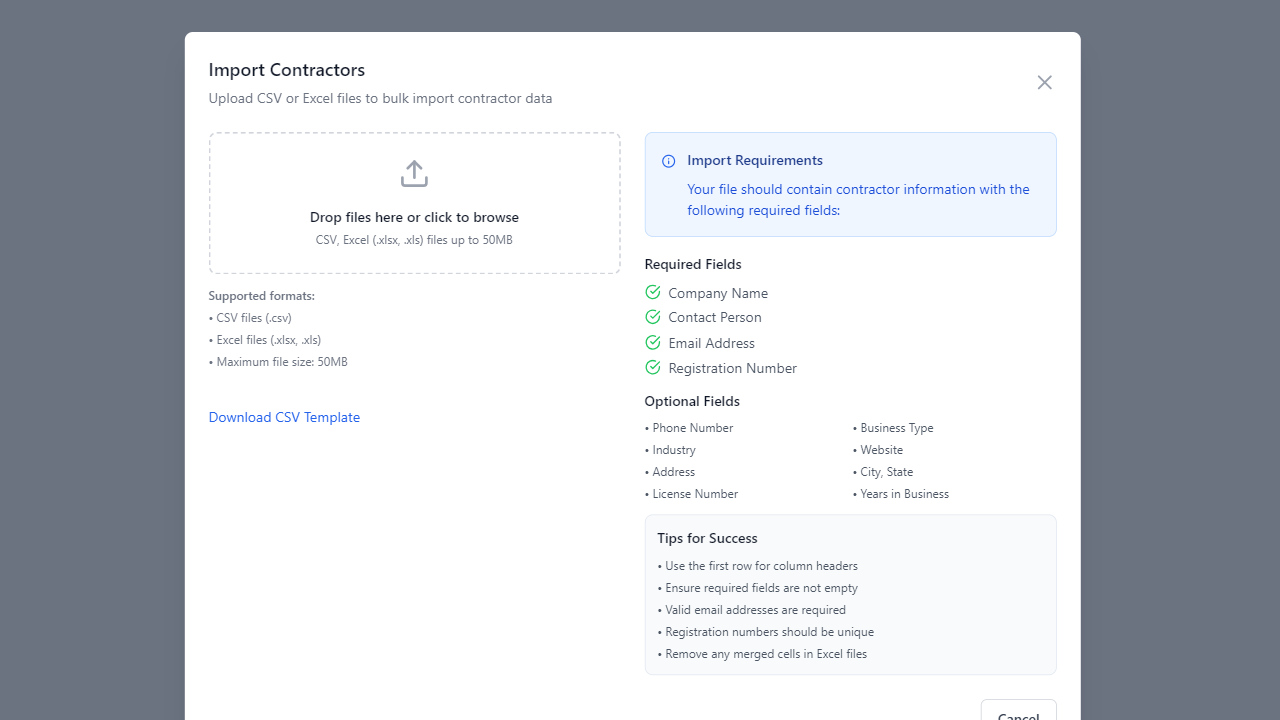 Import Contractors
Upload CSV or Excel files to bulk import contractor data
Drop files here or click to browse
CSV, Excel (.xlsx, .xls) files up to 50MB
Supported formats:
• CSV files (.csv)
• Excel files (.xlsx, .xls)
• Maximum file size: 50MB
Download CSV Template
Import Requirements
Your file should contain contractor information with the
following required fields:
Required Fields
Company Name
Contact Person
Email Address
Registration Number
Optional Fields
• Phone Number
• Business Type
• Industry
• Website
• Address
• City, State
• License Number
• Years in Business
Tips for Success
• Use the first row for column headers
• Ensure required fields are not empty
• Valid email addresses are required
• Registration numbers should be unique
• Remove any merged cells in Excel files
Cancel